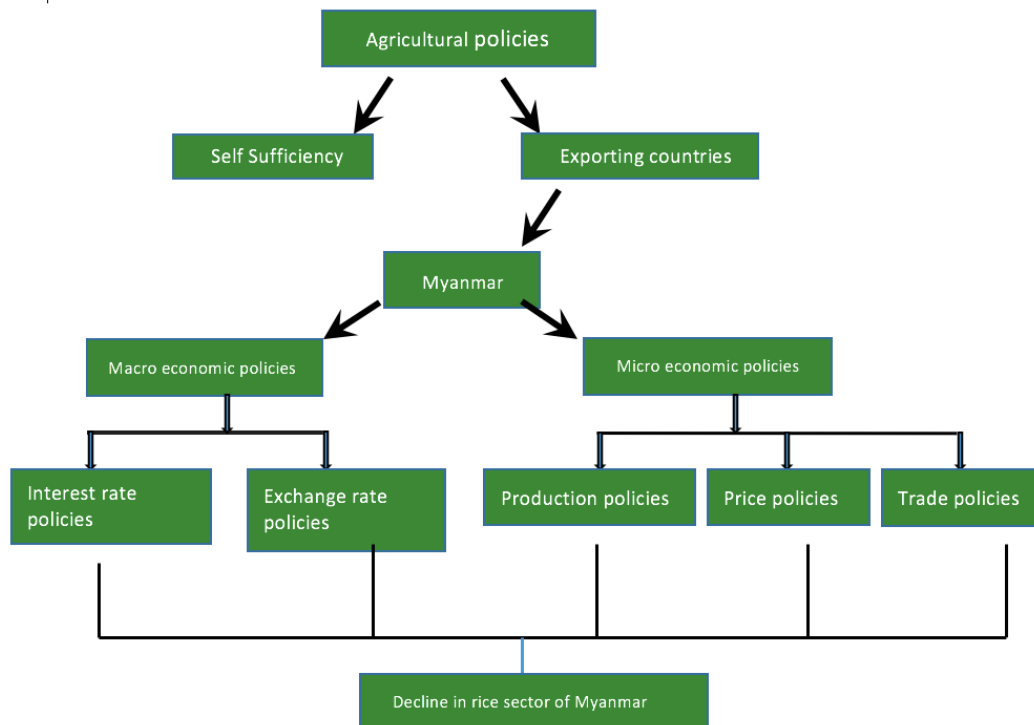 Agricultural policies
Self Sufficiency
Exporting countries
Myanmar
Macro economic policies
Micro economic policies
Interest rate
policies
Exchange rate
policies
Production policies
Price policies
Trade policies
Decline in rice sector of Myanmar